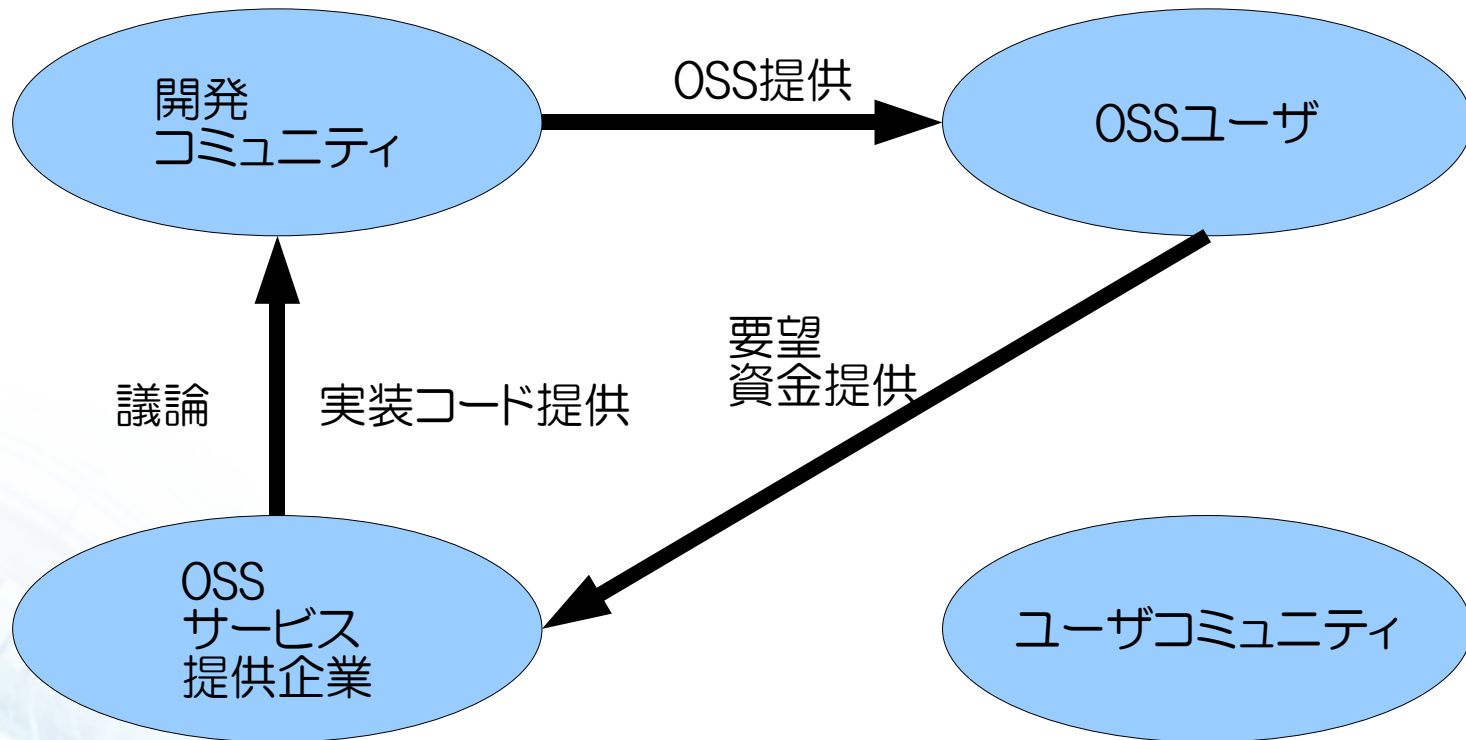 開発
コミュニティ
OSS提供
OSSユーザ
要望
資金提供
議論
実装コード提供
OSS
サービス
提供企業
ユーザコミュニティ